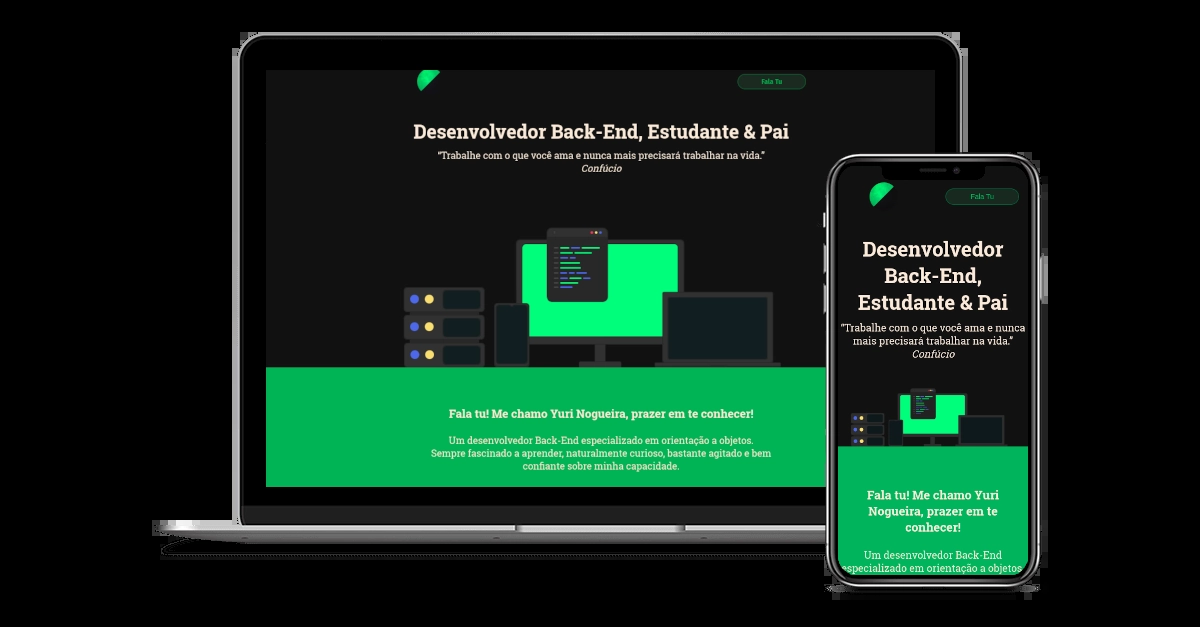 Fala Tu
Desenvolvedor Back-End, Estudante & Pai
“Trabalhe com o que você ama e nunca mais precisará trabalhar na vida.”
Confúcio
Fala tu! Me chamo Yuri Nogueira, prazer em te conhecer!
Um desenvolvedor Back-End especializado em orientação a objetos.
Sempre fascinado a aprender, naturalmente curioso, bastante agitado e bem
confiante sobre minha capacidade.
Fala Tu
Desenvolvedor
Back-End,
Estudante & Pai
“Trabalhe com o que você ama e nunca
mais precisará trabalhar na vida.”
Confúcio
Fala tu! Me chamo Yuri
Nogueira, prazer em te
conhecer!
Um desenvolvedor Back-End
especializado em orientação a objetos.